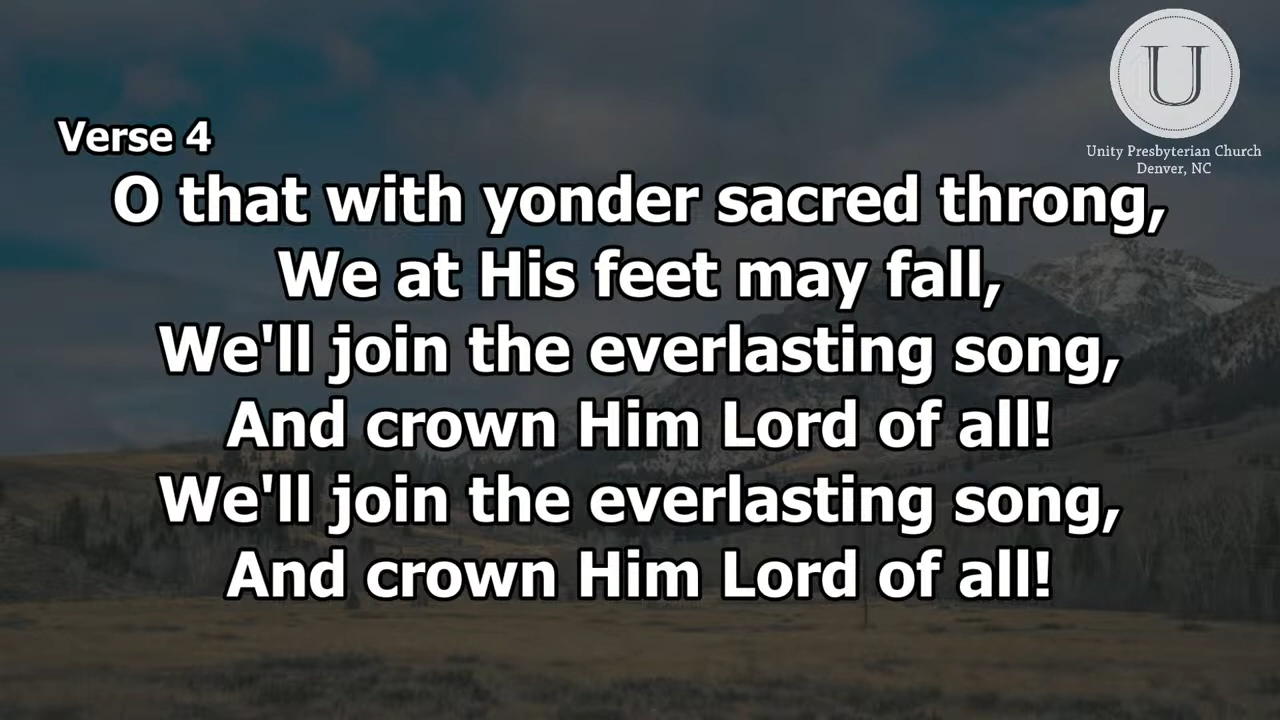 U
Unity Presbyterian Church
Denver, NC
Verse 4
O that with yonder sacred throng,
We at His feet may fall,
We'll join the everlasting song,
And crown Him Lord of all!
We'll join the everlasting song,
And crown Him Lord of all!